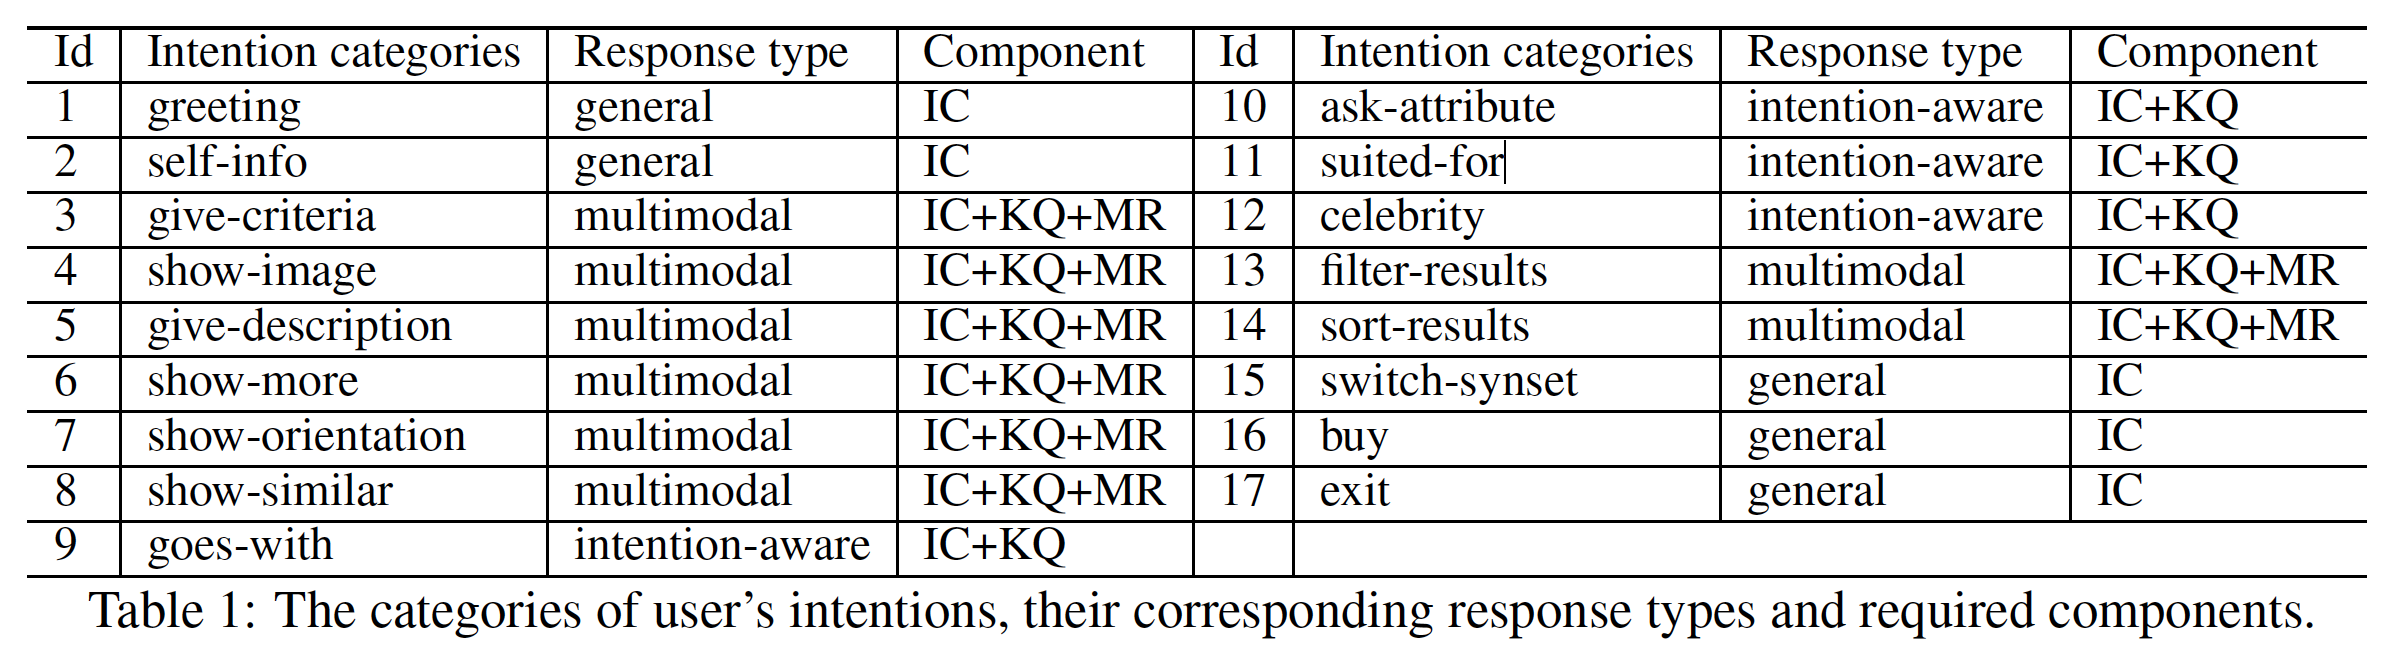 Id Intention categories Response type Component Id Intention categories Response type Component
1 greeting general IC 10 ask-attribute intention-aware IC+KQ
2 self-info general IC 11 suited-for intention-aware IC+KQ
3 give-criteria multimodal IC+KQ+MR 12 celebrity intention-aware IC+KQ
4 show-image multimodal IC+KQ+MR 13 filter-results multimodal IC+KQ+MR
5 give-description multimodal IC+KQ+MR 14 sort-results multimodal IC+KQ+MR
6 show-more multimodal IC+KQ+MR 15 switch-synset general IC
7 show-orientation multimodal IC+KQ+MR 16 buy general IC
8 show-similar multimodal IC+KQ+MR 17 exit general IC
9 goes-with intention-aware IC+KQ
Table 1: The categories of user’s intentions, their corresponding response types and required components.